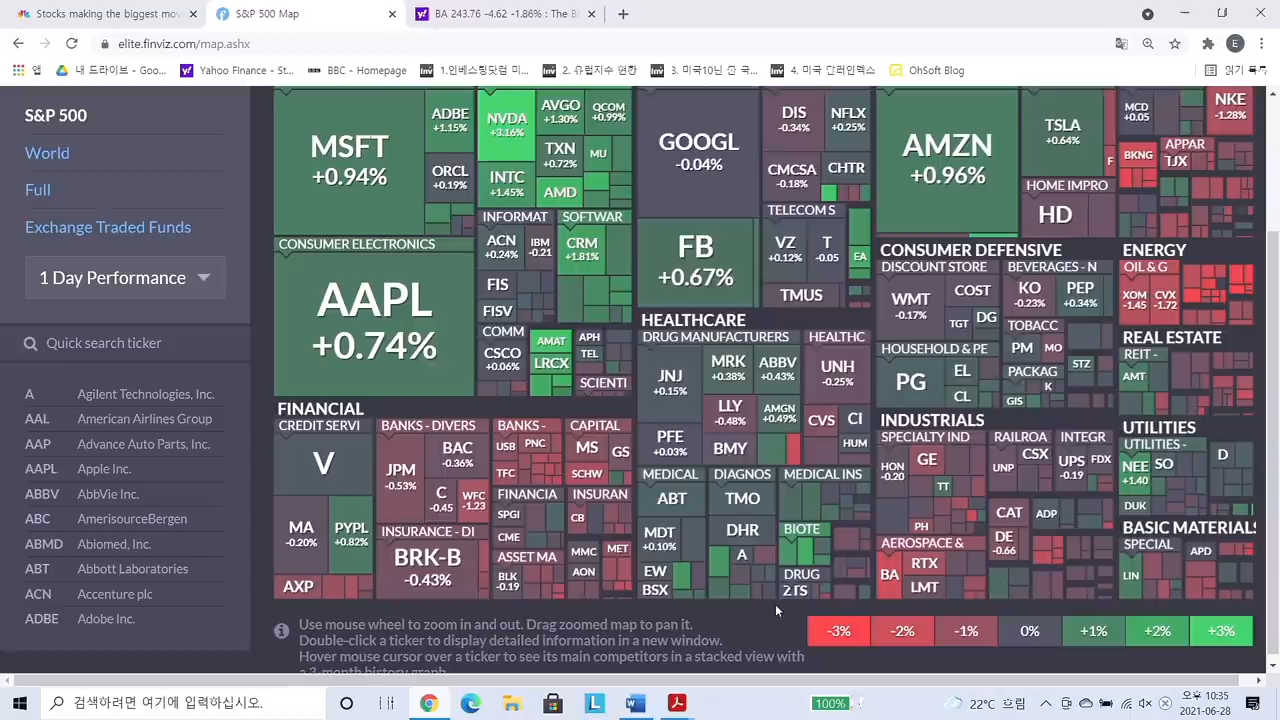 Stocks making the biggest mov
S&P 500 Map
BA 243.76 -4.62 -1.86% : The B
elite.finviz.com/map.ashx
E
앱
내 드라이브 - Goo...
Yahoo Finance - St...
BBC - Homepage
1.인베스팅닷컴 미...
2. 유럽지수 현황
3. 미국10년 존 국...
4. 미국 단러인덱스
OhSoft Blog
읽기 목록
S&P 500
World
Full
Exchange Traded Funds
1 Day Performance
Quick search ticker
A Agilent Technologies, Inc.
AAL American Airlines Group
AAP Advance Auto Parts, Inc.
AAPL Apple Inc.
ABBV AbbVie Inc.
ABC AmerisourceBergen
ABMD Abiomed, Inc.
ABT Abbott Laboratories
ACN Accenture plc
ADBE Adobe Inc.
MSFT
+0.94%
ADBE
+1.15%
ORCL
+0.19%
NVDA
+3.16%
INTC
+1.45%
AVGO
+1.30%
QCOM
+0.99%
TXN
+0.72%
MU
AMD
INFORMAT
ACN
+0.24%
IBM
-0.21
FIS
FISV
SOFTWAR
CRM
+1.81%
CONSUMER ELECTRONICS
AAPL
+0.74%
COMM
CSCO
+0.06%
AMAT
LRCX
APH
TEL
SCIENTI
GOOGL
-0.04%
FB
+0.67%
DIS
-0.34%
NFLX
+0.25%
CMCSA
-0.18%
CHTR
TELECOM S
VZ
+0.12%
T
-0.05
EA
TMUS
AMZN
+0.96%
TSLA
+0.64%
F
HOME IMPRO
HD
MCD
+0.05
NKE
-1.28%
BKNG
APPAR
TJX
FINANCIAL
CREDIT SERVI
V
MA
-0.20%
PYPL
+0.82%
AXP
BANKS - DIVERS
JPM
-0.53%
BAC
-0.36%
C
-0.45
WFC
-1.23
INSURANCE - DI
BRK-B
-0.43%
BANKS -
USB
PNC
TFC
FINANCIA
SPGI
CME
ASSET MA
BLK
-0.19
CAPITAL
MS
GS
SCHW
INSURAN
CB
MMC
MET
AON
HEALTHCARE
DRUG MANUFACTURERS
JNJ
+0.15%
MRK
+0.38%
ABBV
+0.43%
LLY
-0.48%
AMGN
+0.49%
PFE
+0.03%
BMY
HEALTHC
UNH
-0.25%
CVS
CI
HUM
MEDICAL
ABT
MDT
+0.10%
EW
BSX
DIAGNOS
TMO
DHR
A
MEDICAL INS
BIOTE
DRUG
ZTS
CONSUMER DEFENSIVE
DISCOUNT STORE
WMT
-0.17%
COST
TGT
DG
BEVERAGES - N
KO
-0.23%
PEP
+0.34%
TOBACC
PM
MO
HOUSEHOLD & PE
PG
EL
CL
PACKAG
K
GIS
STZ
INDUSTRIALS
SPECIALTY IND
HON
-0.20
GE
TT
PH
RAILROA
UNP
CSX
INTEGR
UPS
-0.19
FDX
AEROSPACE &
BA
RTX
LMT
CAT
ADP
DE
-0.66
ENERGY
OIL & G
XOM
-1.45
CVX
-1.72
REAL ESTATE
REIT -
AMT
UTILITIES
UTILITIES -
NEE
+1.40
SO
D
DUK
BASIC MATERIALS
SPECIAL
APD
LIN
Use mouse wheel to zoom in and out. Drag zoomed map to pan it.
Double-click a ticker to display detailed information in a new window.
Hover mouse cursor over a ticker to see its main competitors in a stacked view with
a 3-month history graph.
-3% -2% -1% 0% +1% +2% +3%
검색하려면 여기에 입력하십시오.
100%
22°C 흐림
오후 10:35
2021-06-28